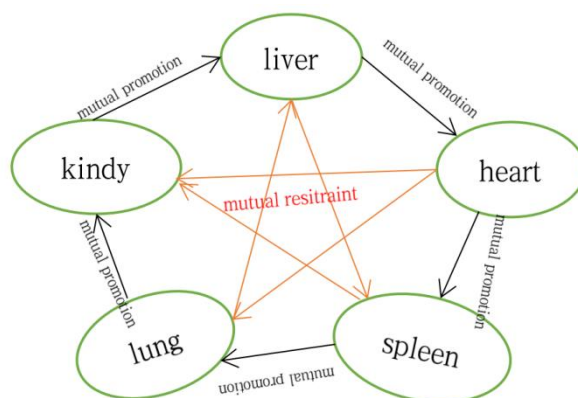 liver
mutual promotion
mutual promotion
kindy
heart
mutual resitraint
mutual promotion
mutual promotion
lung
spleen
mutual promotion